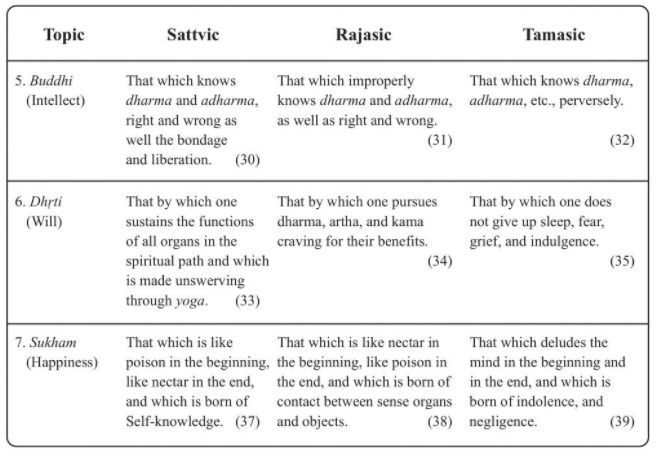 Topic Sattvic Rajasic Tamasic
5. Buddhi
(Intellect)
That which knows
dharma and adharma,
right and wrong as
well the bondage
and liberation. (30)
That which improperly
knows dharma and adharma,
as well as right and wrong.
(31)
That which knows dharma,
adharma, etc., perversely.
(32)
6. Dhṛti
(Will)
That by which one
sustains the functions
of all organs in the
spiritual path and which
is made unswerving
through yoga. (33)
That by which one pursues
dharma, artha, and kama
craving for their benefits.
(34)
That by which one does
not give up sleep, fear,
grief, and indulgence.
(35)
7. Sukham
(Happiness)
That which is like
poison in the beginning,
like nectar in the end,
and which is born of
Self-knowledge. (37)
That which is like nectar in
the beginning, like poison in
the end, and which is born of
contact between sense organs
and objects. (38)
That which deludes the
mind in the beginning and
in the end, and which is
born of indolence, and
negligence. (39)